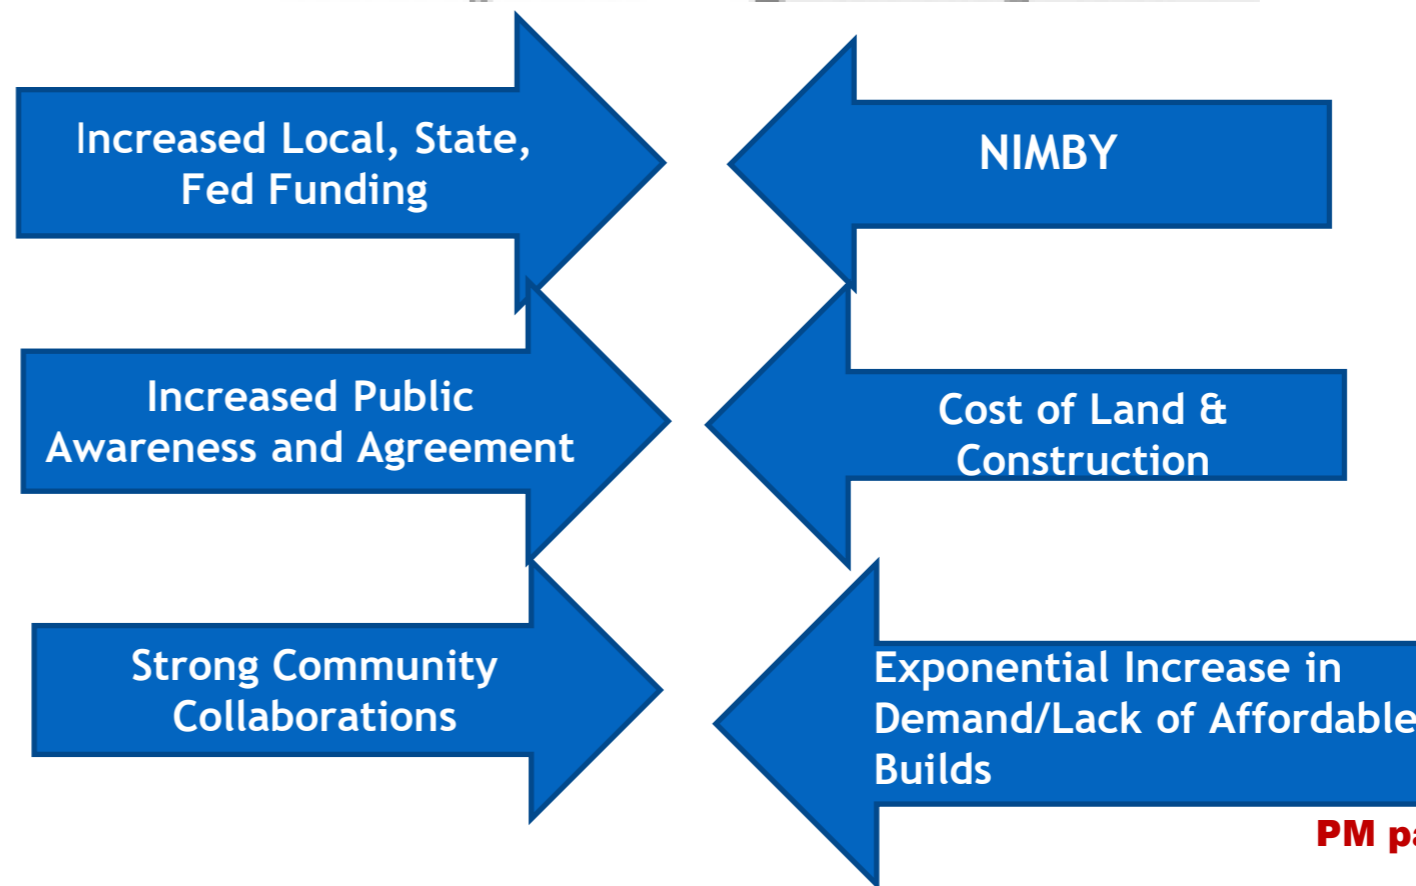 Increased Local, State,
Fed Funding
NIMBY
Increased Public
Awareness and Agreement
Cost of Land &
Construction
Strong Community
Collaborations
Exponential Increase in
Demand/Lack of Affordable
Builds
PM